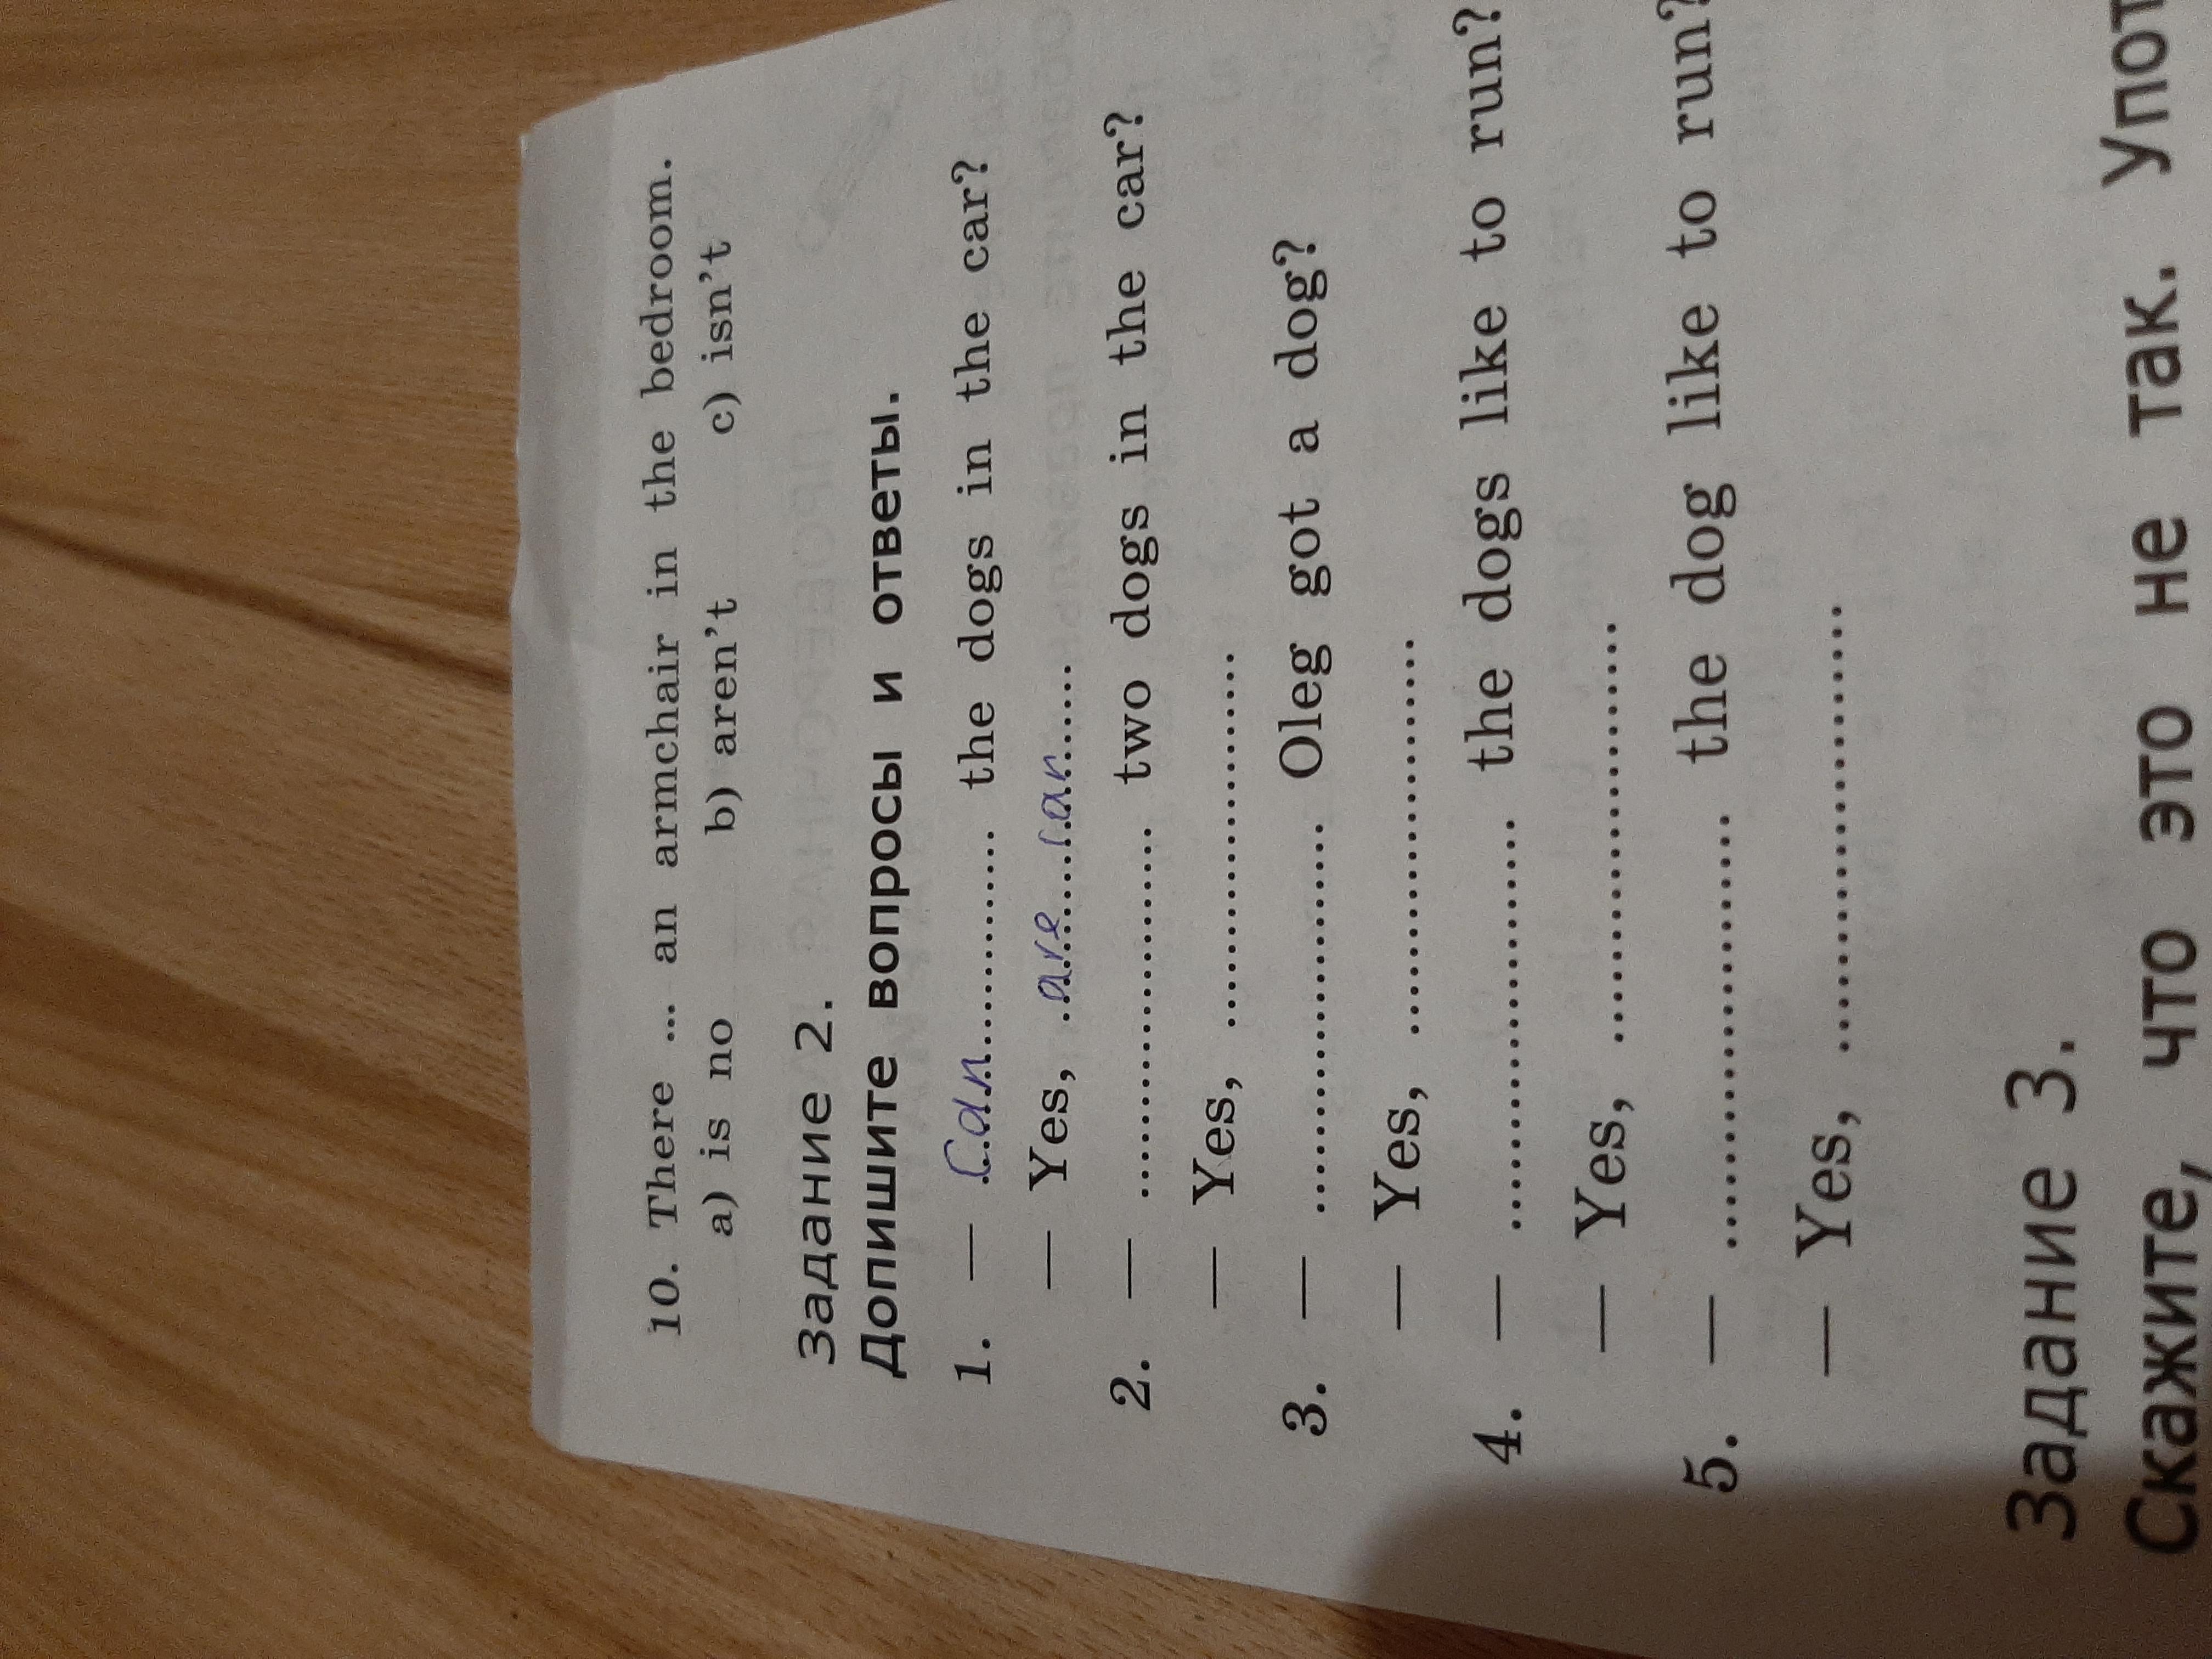 10. There ... an armchair in the bedroom.
a) is no b) aren't c) isn't
Задание 2.
Допишите вопросы и ответы.
1. — Can the dogs in the car?
— Yes, are car
2. — ........................ two dogs in the car?
— Yes, ........................
3. — ........................ Oleg got a dog?
— Yes, ........................
4. — ........................ the dogs like to run?
— Yes, ........................
5. — ........................ the dog like to run?
— Yes, ........................
Задание 3.
Скажите, что это не так. Упот